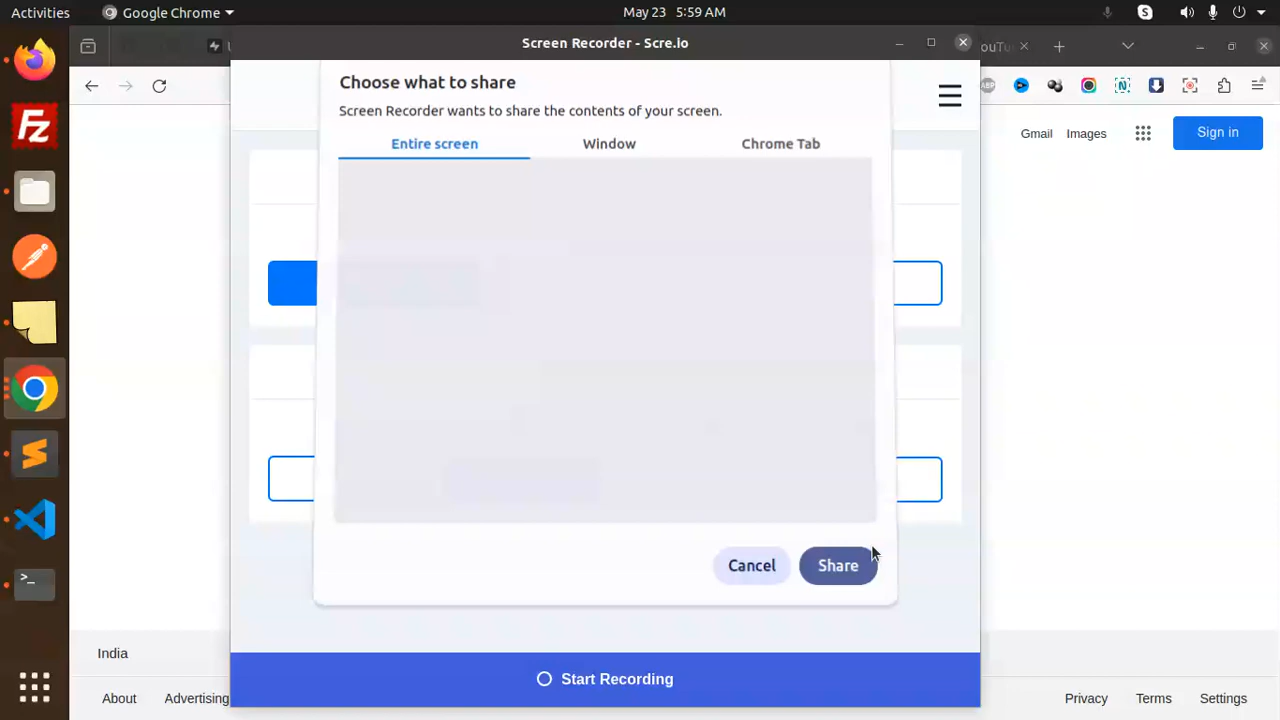 Activities
Google Chrome
May 23 5:59 AM
Screen Recorder - Scre.io
ouTu
Choose what to share
Screen Recorder wants to share the contents of your screen.
Entire screen
Window
Chrome Tab
Gmail
Images
Sign in
Cancel
Share
Start Recording
India
About
Advertising
Privacy
Terms
Settings